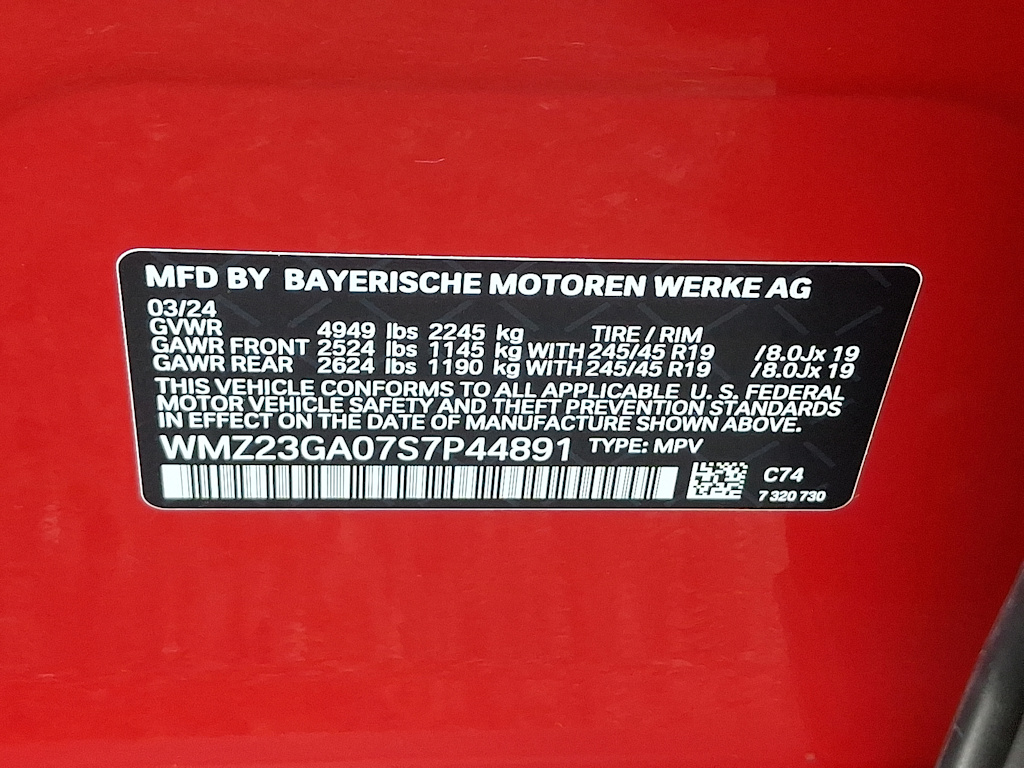 MFD BY BAYERISCHE MOTOREN WERKE AG
03/24
GVWR 4949 lbs 2245 kg TIRE / RIM
GAWR FRONT 2524 lbs 1145 kg WITH 245/45 R19 /8.0Jx 19
GAWR REAR 2624 lbs 1190 kg WITH 245/45 R19 /8.0Jx 19
THIS VEHICLE CONFORMS TO ALL APPLICABLE U. S. FEDERAL
MOTOR VEHICLE SAFETY AND THEFT PREVENTION STANDARDS
IN EFFECT ON THE DATE OF MANUFACTURE SHOWN ABOVE.
WMZ23GA07S7P44891 TYPE: MPV
C74
7 320 730